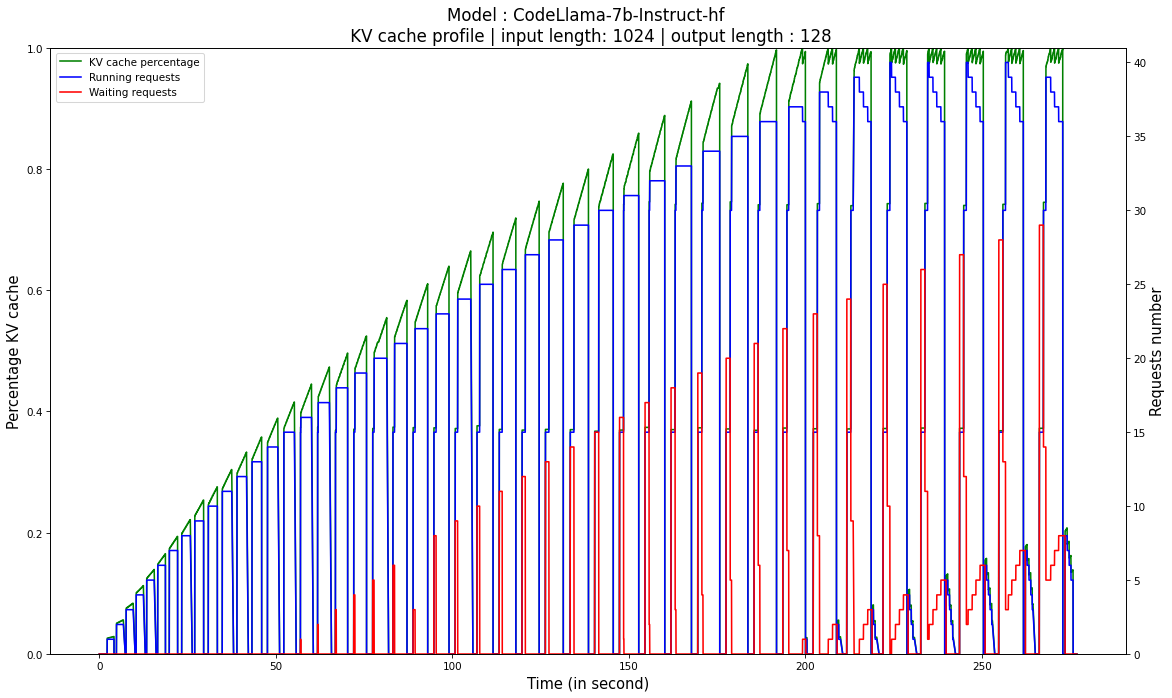 Model : CodeLlama-7b-Instruct-hf
KV cache profile | input length: 1024 | output length : 128
KV cache percentage
Running requests
Waiting requests
Percentage KV cache
1.0
0.8
0.6
0.4
0.2
0.0
0
50
100
150
200
250
Time (in second)
40
35
30
25
20
15
10
5
0
Requests number